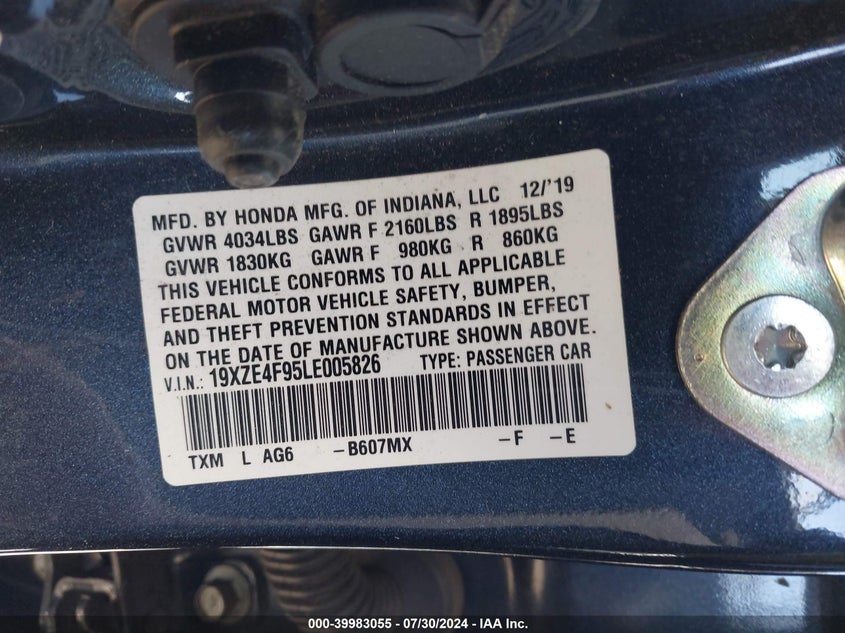 MFD. BY HONDA MFG. OF INDIANA, LLC 12/'19
GVWR 4034LBS GAWR F 2160LBS R 1895LBS
GVWR 1830KG GAWR F 980KG R 860KG
THIS VEHICLE CONFORMS TO ALL APPLICABLE
FEDERAL MOTOR VEHICLE SAFETY, BUMPER,
AND THEFT PREVENTION STANDARDS IN EFFECT
ON THE DATE OF MANUFACTURE SHOWN ABOVE.
V.I.N.: 19XZE4F95LE005826 TYPE: PASSENGER CAR
TXM L AG6 -B607MX -F -E
000-39983055 / 07/30/2024 - IAA Inc.